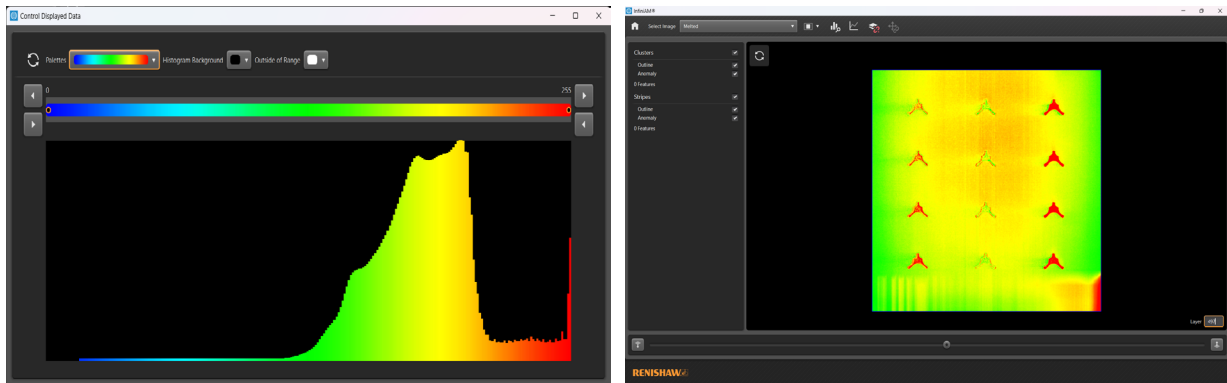 Control Displayed Data
Palettes
Histogram Background
Outside of Range
0
255
InfiniAM®
Select Image
Melted
Clusters
Outline
Anomaly
0 Features
Stripes
Outline
Anomaly
0 Features
Layer
RENISHAW